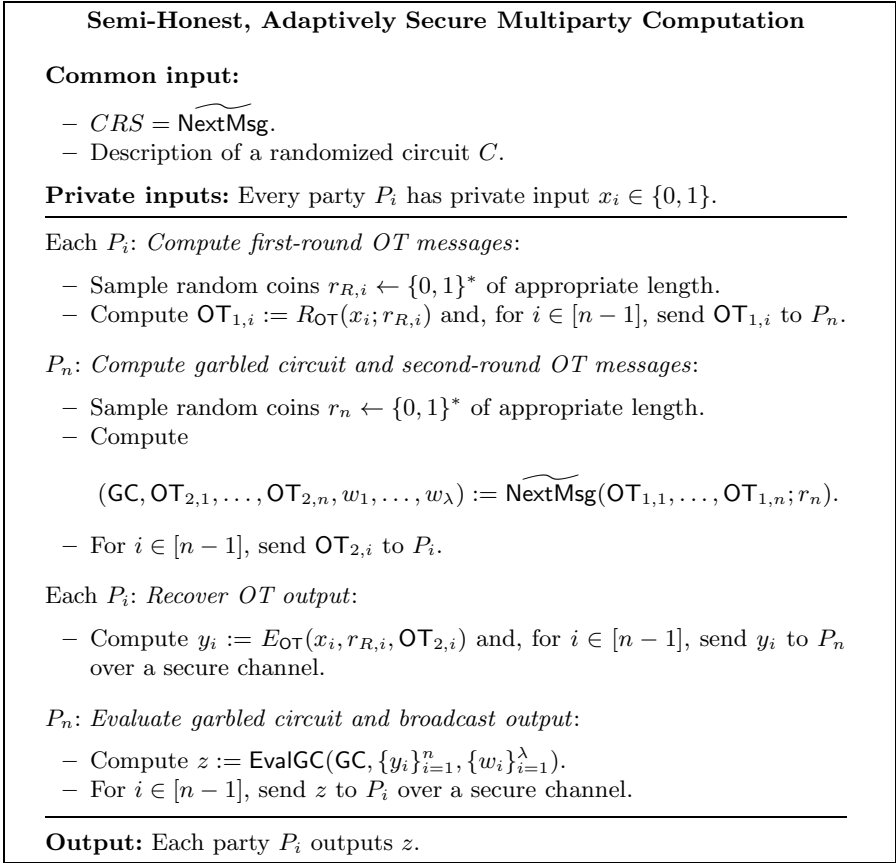 Semi-Honest, Adaptively Secure Multiparty Computation
Common input:
– CRS = \widetilde{NextMsg}.
– Description of a randomized circuit C.
Private inputs: Every party P_i has private input x_i ∈ {0, 1}.
Each P_i: Compute first-round OT messages:
– Sample random coins r_{R,i} ← {0, 1}^* of appropriate length.
– Compute OT_{1,i} := R_{OT}(x_i; r_{R,i}) and, for i ∈ [n − 1], send OT_{1,i} to P_n.
P_n: Compute garbled circuit and second-round OT messages:
– Sample random coins r_n ← {0, 1}^* of appropriate length.
– Compute
(GC, OT_{2,1}, . . . , OT_{2,n}, w_1, . . . , w_λ) := \widetilde{NextMsg}(OT_{1,1}, . . . , OT_{1,n}; r_n).
– For i ∈ [n − 1], send OT_{2,i} to P_i.
Each P_i: Recover OT output:
– Compute y_i := E_{OT}(x_i, r_{R,i}, OT_{2,i}) and, for i ∈ [n − 1], send y_i to P_n
over a secure channel.
P_n: Evaluate garbled circuit and broadcast output:
– Compute z := EvalGC(GC, {y_i}_{i=1}^n, {w_i}_{i=1}^λ).
– For i ∈ [n − 1], send z to P_i over a secure channel.
Output: Each party P_i outputs z.